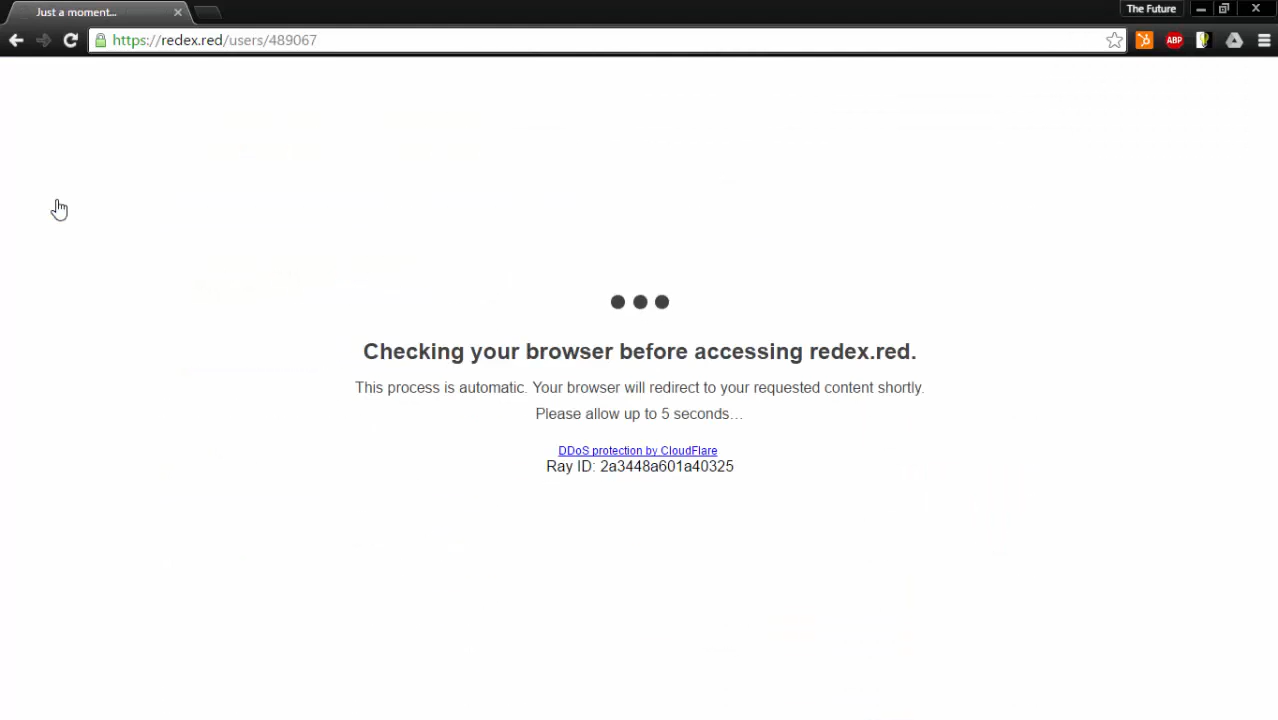 Just a moment...
The Future
https://redex.red/users/489067
ABP
Checking your browser before accessing redex.red.
This process is automatic. Your browser will redirect to your requested content shortly.
Please allow up to 5 seconds…
DDoS protection by CloudFlare
Ray ID: 2a3448a601a40325